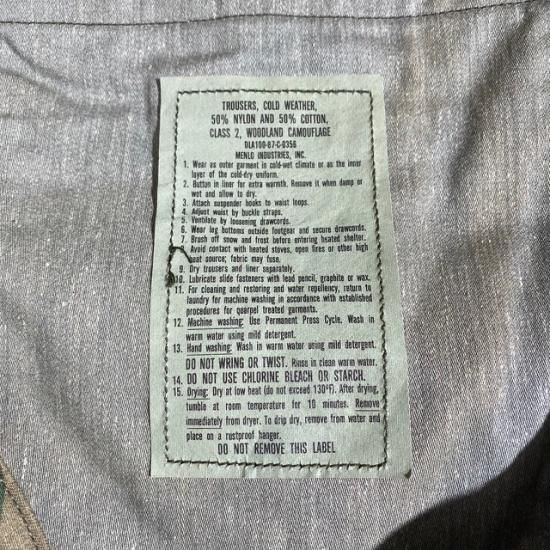 TROUSERS, COLD WEATHER,
50% NYLON AND 50% COTTON,
CLASS 2, WOODLAND CAMOUFLAGE
DLA100-87-C-0356
MENLO INDUSTRIES, INC.
1. Wear as outer garment in cold-wet climate or as the inner
layer of the cold-dry uniform.
2. Button in liner for extra warmth. Remove it when damp or
wet and allow to dry.
3. Attach suspender hooks to waist loops.
4. Adjust waist by buckle straps.
5. Ventilate by loosening drawcords.
6. Wear leg bottoms outside footgear and secure drawcords.
7. Brush off snow and frost before entering heated shelter.
8. Avoid contact with heated stoves, open fires or other high
heat source; fabric may fuse.
9. Dry trousers and liner separately.
10. Lubricate slide fasteners with lead pencil, graphite or wax.
11. For cleaning and restoring and water repellency, return to
laundry for machine washing in accordance with established
procedures for quarpel treated garments.
12. Machine washing: Use Permanent Press Cycle. Wash in
warm water using mild detergent.
13. Hand washing: Wash in warm water using mild detergent.
DO NOT WRING OR TWIST. Rinse in clean warm water.
14. DO NOT USE CHLORINE BLEACH OR STARCH.
15. Drying: Dry at low heat (do not exceed 130°F). After drying,
tumble at room temperature for 10 minutes. Remove
immediately from dryer. To drip dry, remove from water and
place on a rustproof hanger.
DO NOT REMOVE THIS LABEL